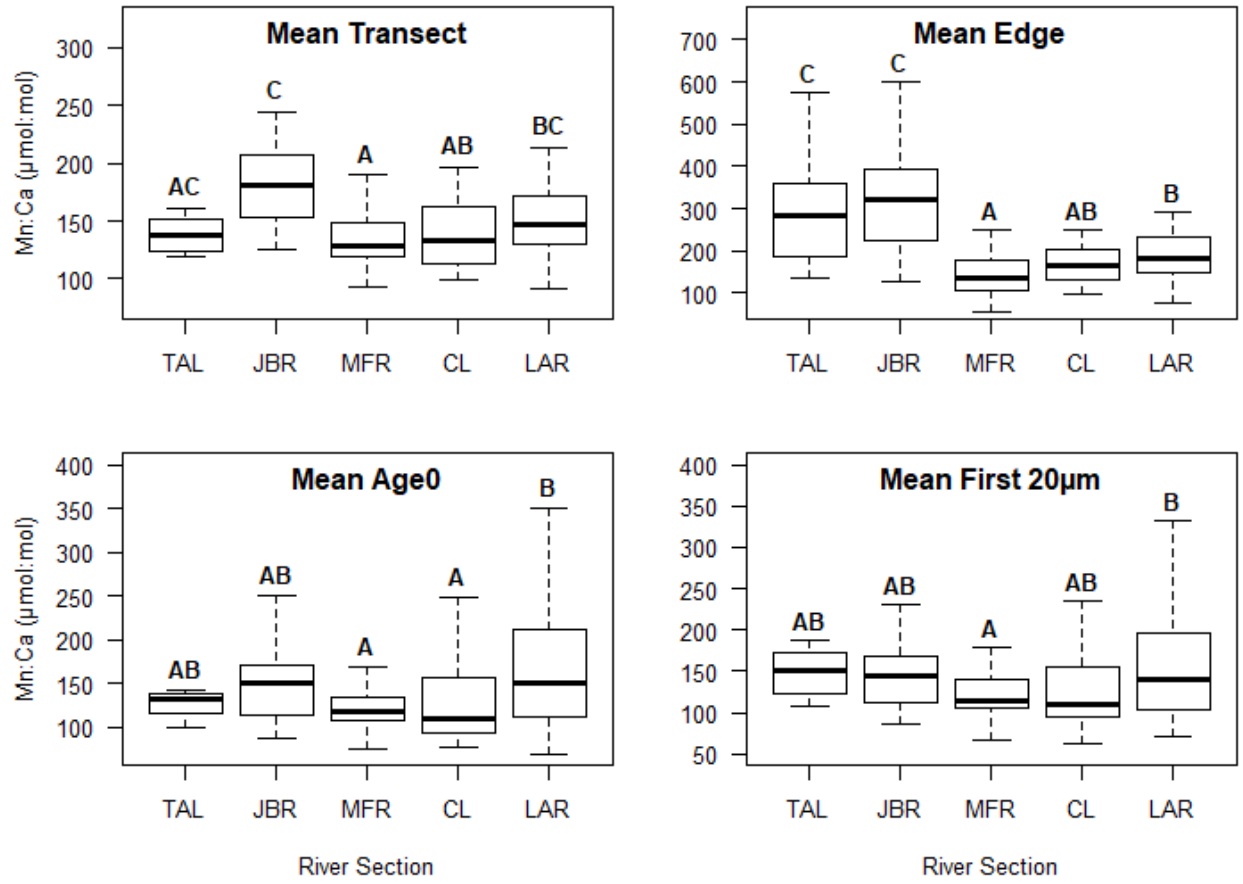 Mean Transect
Mn:Ca (µmol:mol)
300
250
200
150
100
AC
C
A
AB
BC
TAL JBR MFR CL LAR
Mean Edge
700
600
500
400
300
200
100
C
C
A
AB
B
TAL JBR MFR CL LAR
Mean Age0
Mn:Ca (µmol:mol)
400
350
300
250
200
150
100
AB
AB
A
A
B
TAL JBR MFR CL LAR
River Section
Mean First 20µm
400
350
300
250
200
150
100
50
AB
AB
A
AB
B
TAL JBR MFR CL LAR
River Section